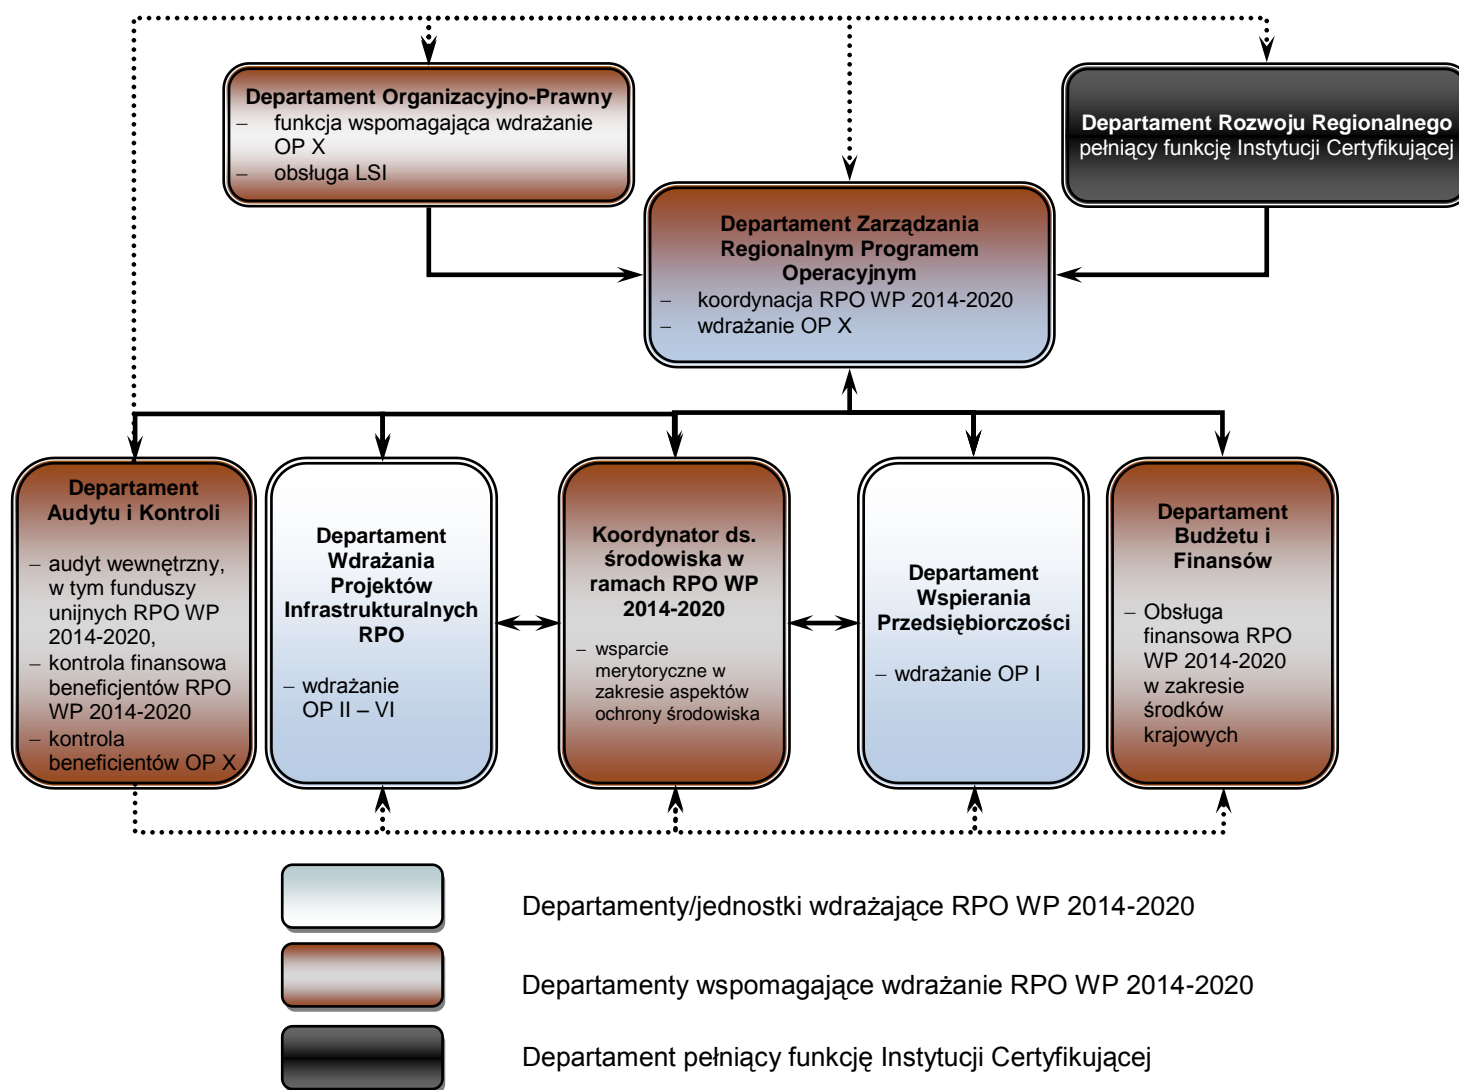 Departament Organizacyjno-Prawny
– funkcja wspomagająca wdrażanie
OP X
– obsługa LSI
Departament Rozwoju Regionalnego
pełniący funkcję Instytucji Certyfikującej
Departament Zarządzania
Regionalnym Programem
Operacyjnym
– koordynacja RPO WP 2014-2020
– wdrażanie OP X
Departament
Audytu i Kontroli
– audyt wewnętrzny,
w tym funduszy
unijnych RPO WP
2014-2020,
– kontrola finansowa
beneficjentów RPO
WP 2014-2020
– kontrola
beneficientów OP X
Departament
Wdrażania
Projektów
Infrastrukturalnych
RPO
– wdrażanie
OP II – VI
Koordynator ds.
środowiska w
ramach RPO WP
2014-2020
– wsparcie
merytoryczne w
zakresie aspektów
ochrony środowiska
Departament
Wspierania
Przedsiębiorczości
– wdrażanie OP I
Departament
Budżetu i
Finansów
– Obsługa
finansowa RPO
WP 2014-2020
w zakresie
środków
krajowych
Departamenty/jednostki wdrażające RPO WP 2014-2020
Departamenty wspomagające wdrażanie RPO WP 2014-2020
Departament pełniący funkcję Instytucji Certyfikującej